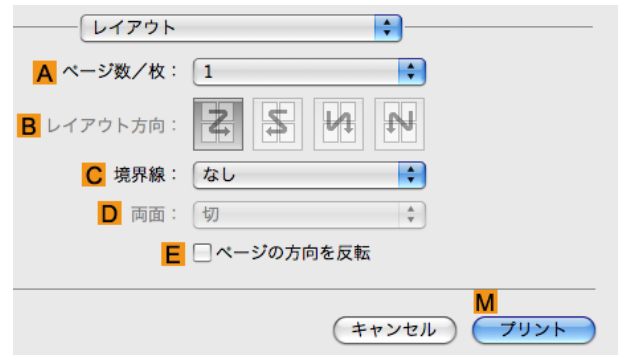 レイアウト
A ページ数／枚： 1
B レイアウト方向：
C 境界線： なし
D 両面： 切
E ページの方向を反転
M
キャンセル プリント